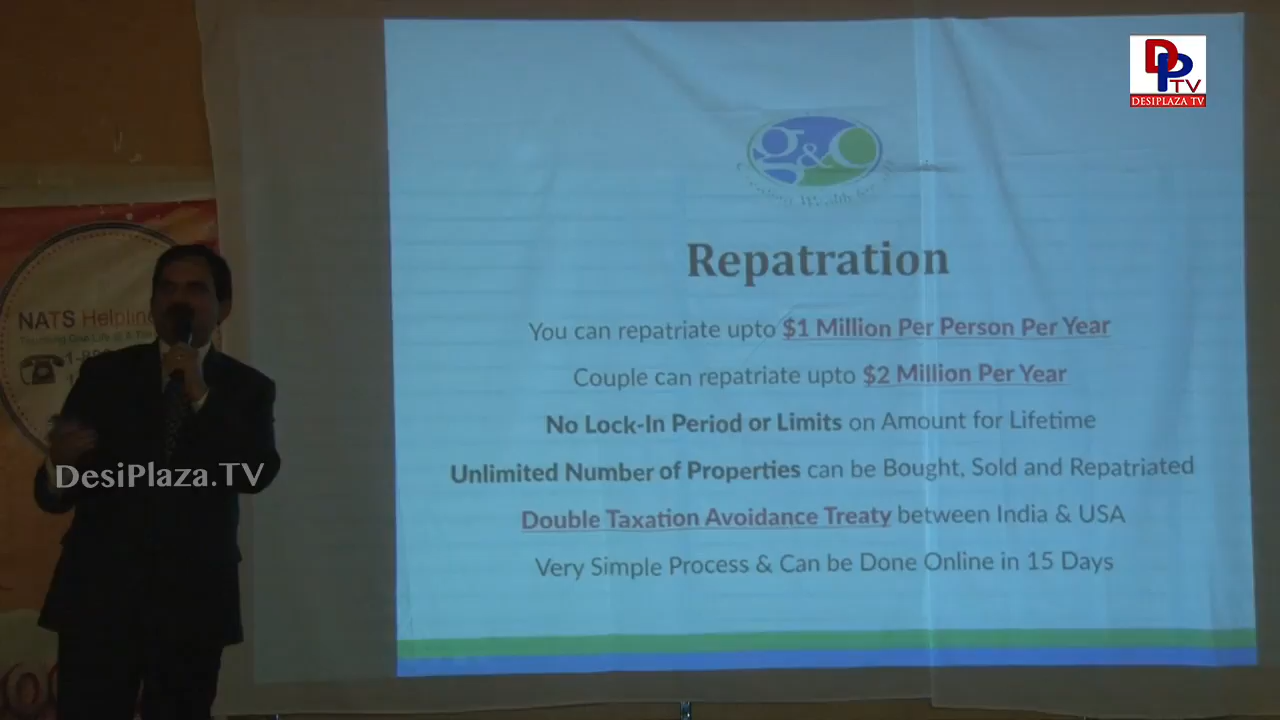 DP TV
DESIPLAZA TV
g&C
Repatration
You can repatriate upto $1 Million Per Person Per Year
Couple can repatriate upto $2 Million Per Year
No Lock-In Period or Limits on Amount for Lifetime
Unlimited Number of Properties can be Bought, Sold and Repatriated
Double Taxation Avoidance Treaty between India & USA
Very Simple Process & Can be Done Online in 15 Days
NATS Helpline
DesiPlaza.TV